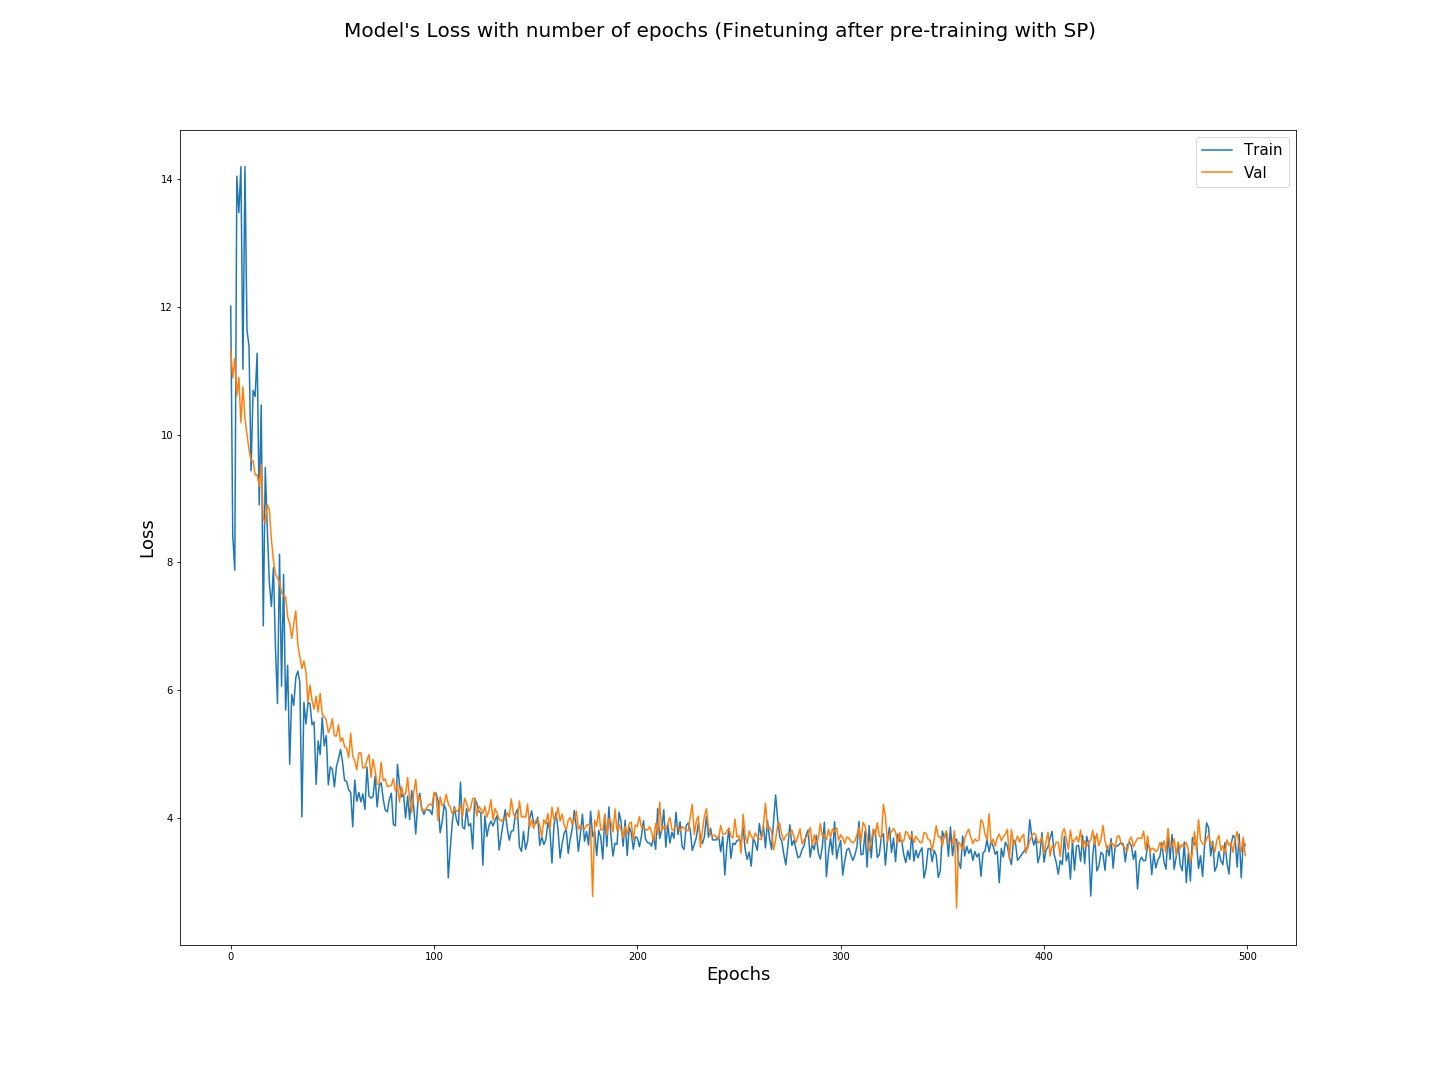 Model's Loss with number of epochs (Finetuning after pre-training with SP)
Train
Val
14
12
10
8
6
4
Loss
0 100 200 300 400 500
Epochs